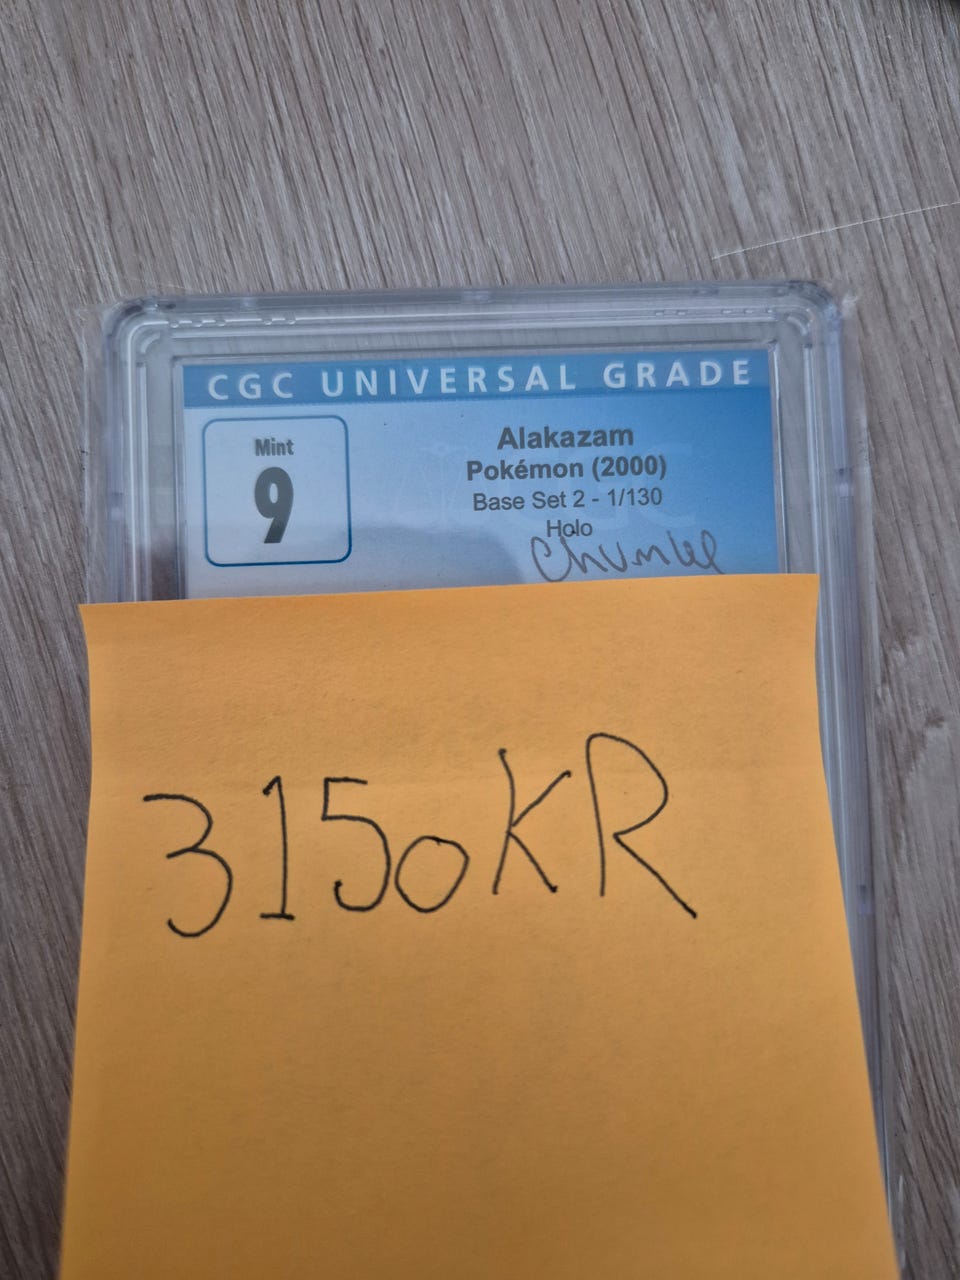 CGC UNIVERSAL GRADE
Mint
9
Alakazam
Pokémon (2000)
Base Set 2 - 1/130
Holo
3150KR